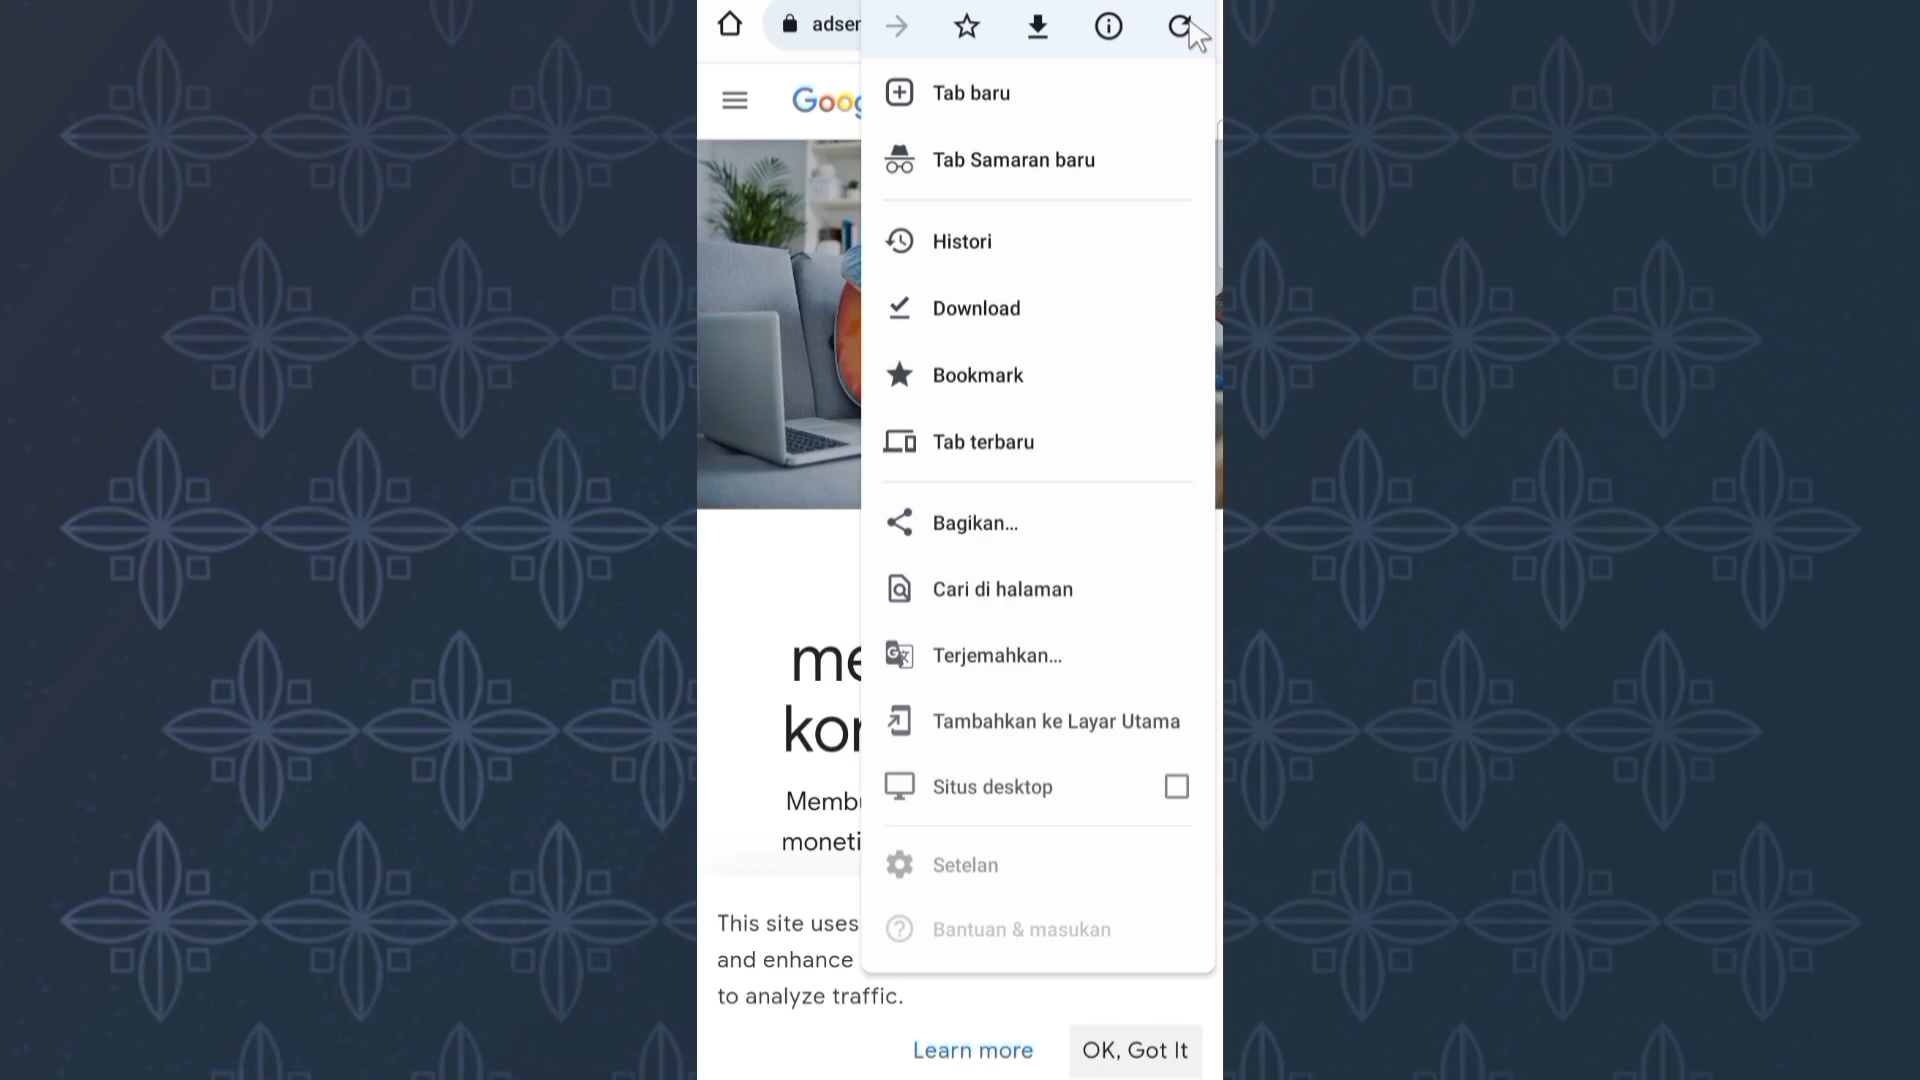 adser
Tab baru
Goog
Tab Samaran baru
Histori
Download
Bookmark
Tab terbaru
Bagikan...
Cari di halaman
Terjemahkan...
me
kor
Tambahkan ke Layar Utama
Situs desktop
Membu
moneti
Setelan
Bantuan & masukan
This site uses
and enhance
to analyze traffic.
Learn more
OK, Got It